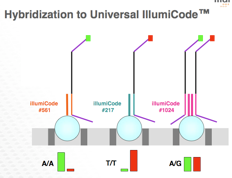 Hybridization to Universal IllumiCode™
IllumiCode #561
IllumiCode #217
IllumiCode #1024
A/A
T/T
A/G